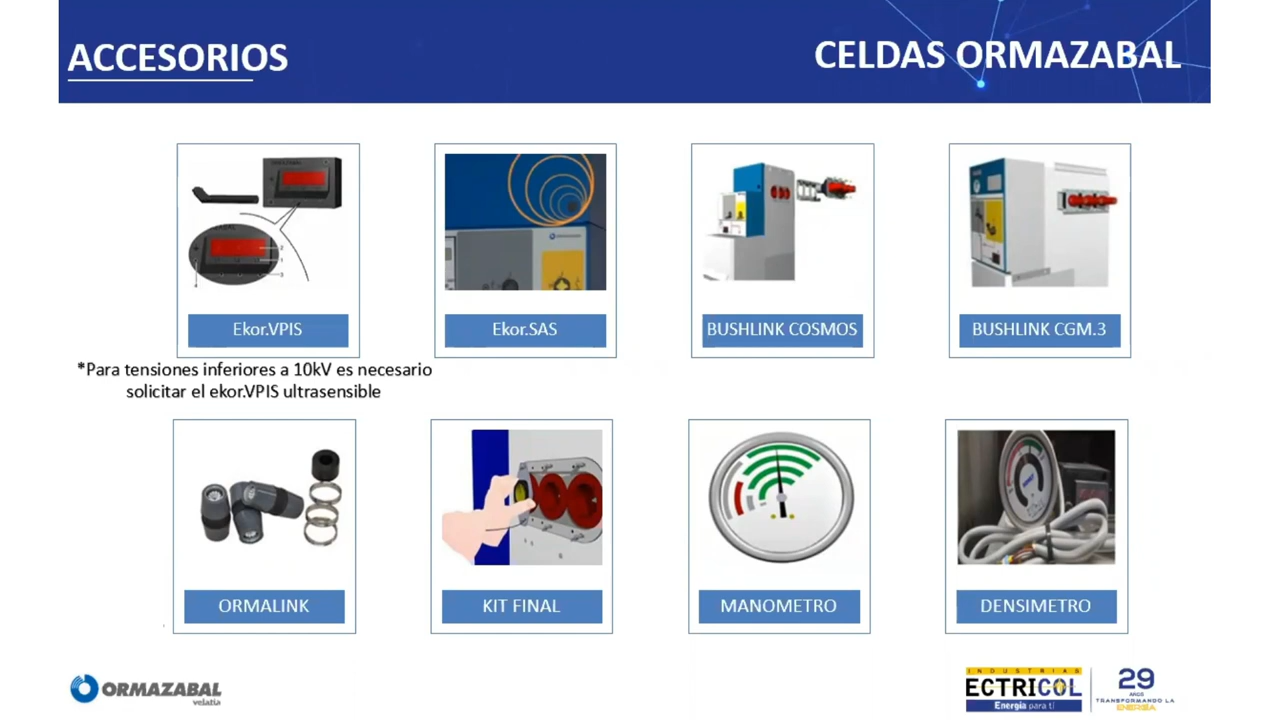 ACCESORIOS
CELDAS ORMAZABAL
Ekor.VPIS
Ekor.SAS
BUSHLINK COSMOS
BUSHLINK CGM.3
*Para tensiones inferiores a 10kV es necesario
solicitar el ekor.VPIS ultrasensible
ORMALINK
KIT FINAL
MANOMETRO
DENSIMETRO
ORMAZABAL
velatia
INDUSTRIAS
ECTRICOL
Energía para ti
29
AÑOS
TRANSFORMANDO LA
ENERGÍA